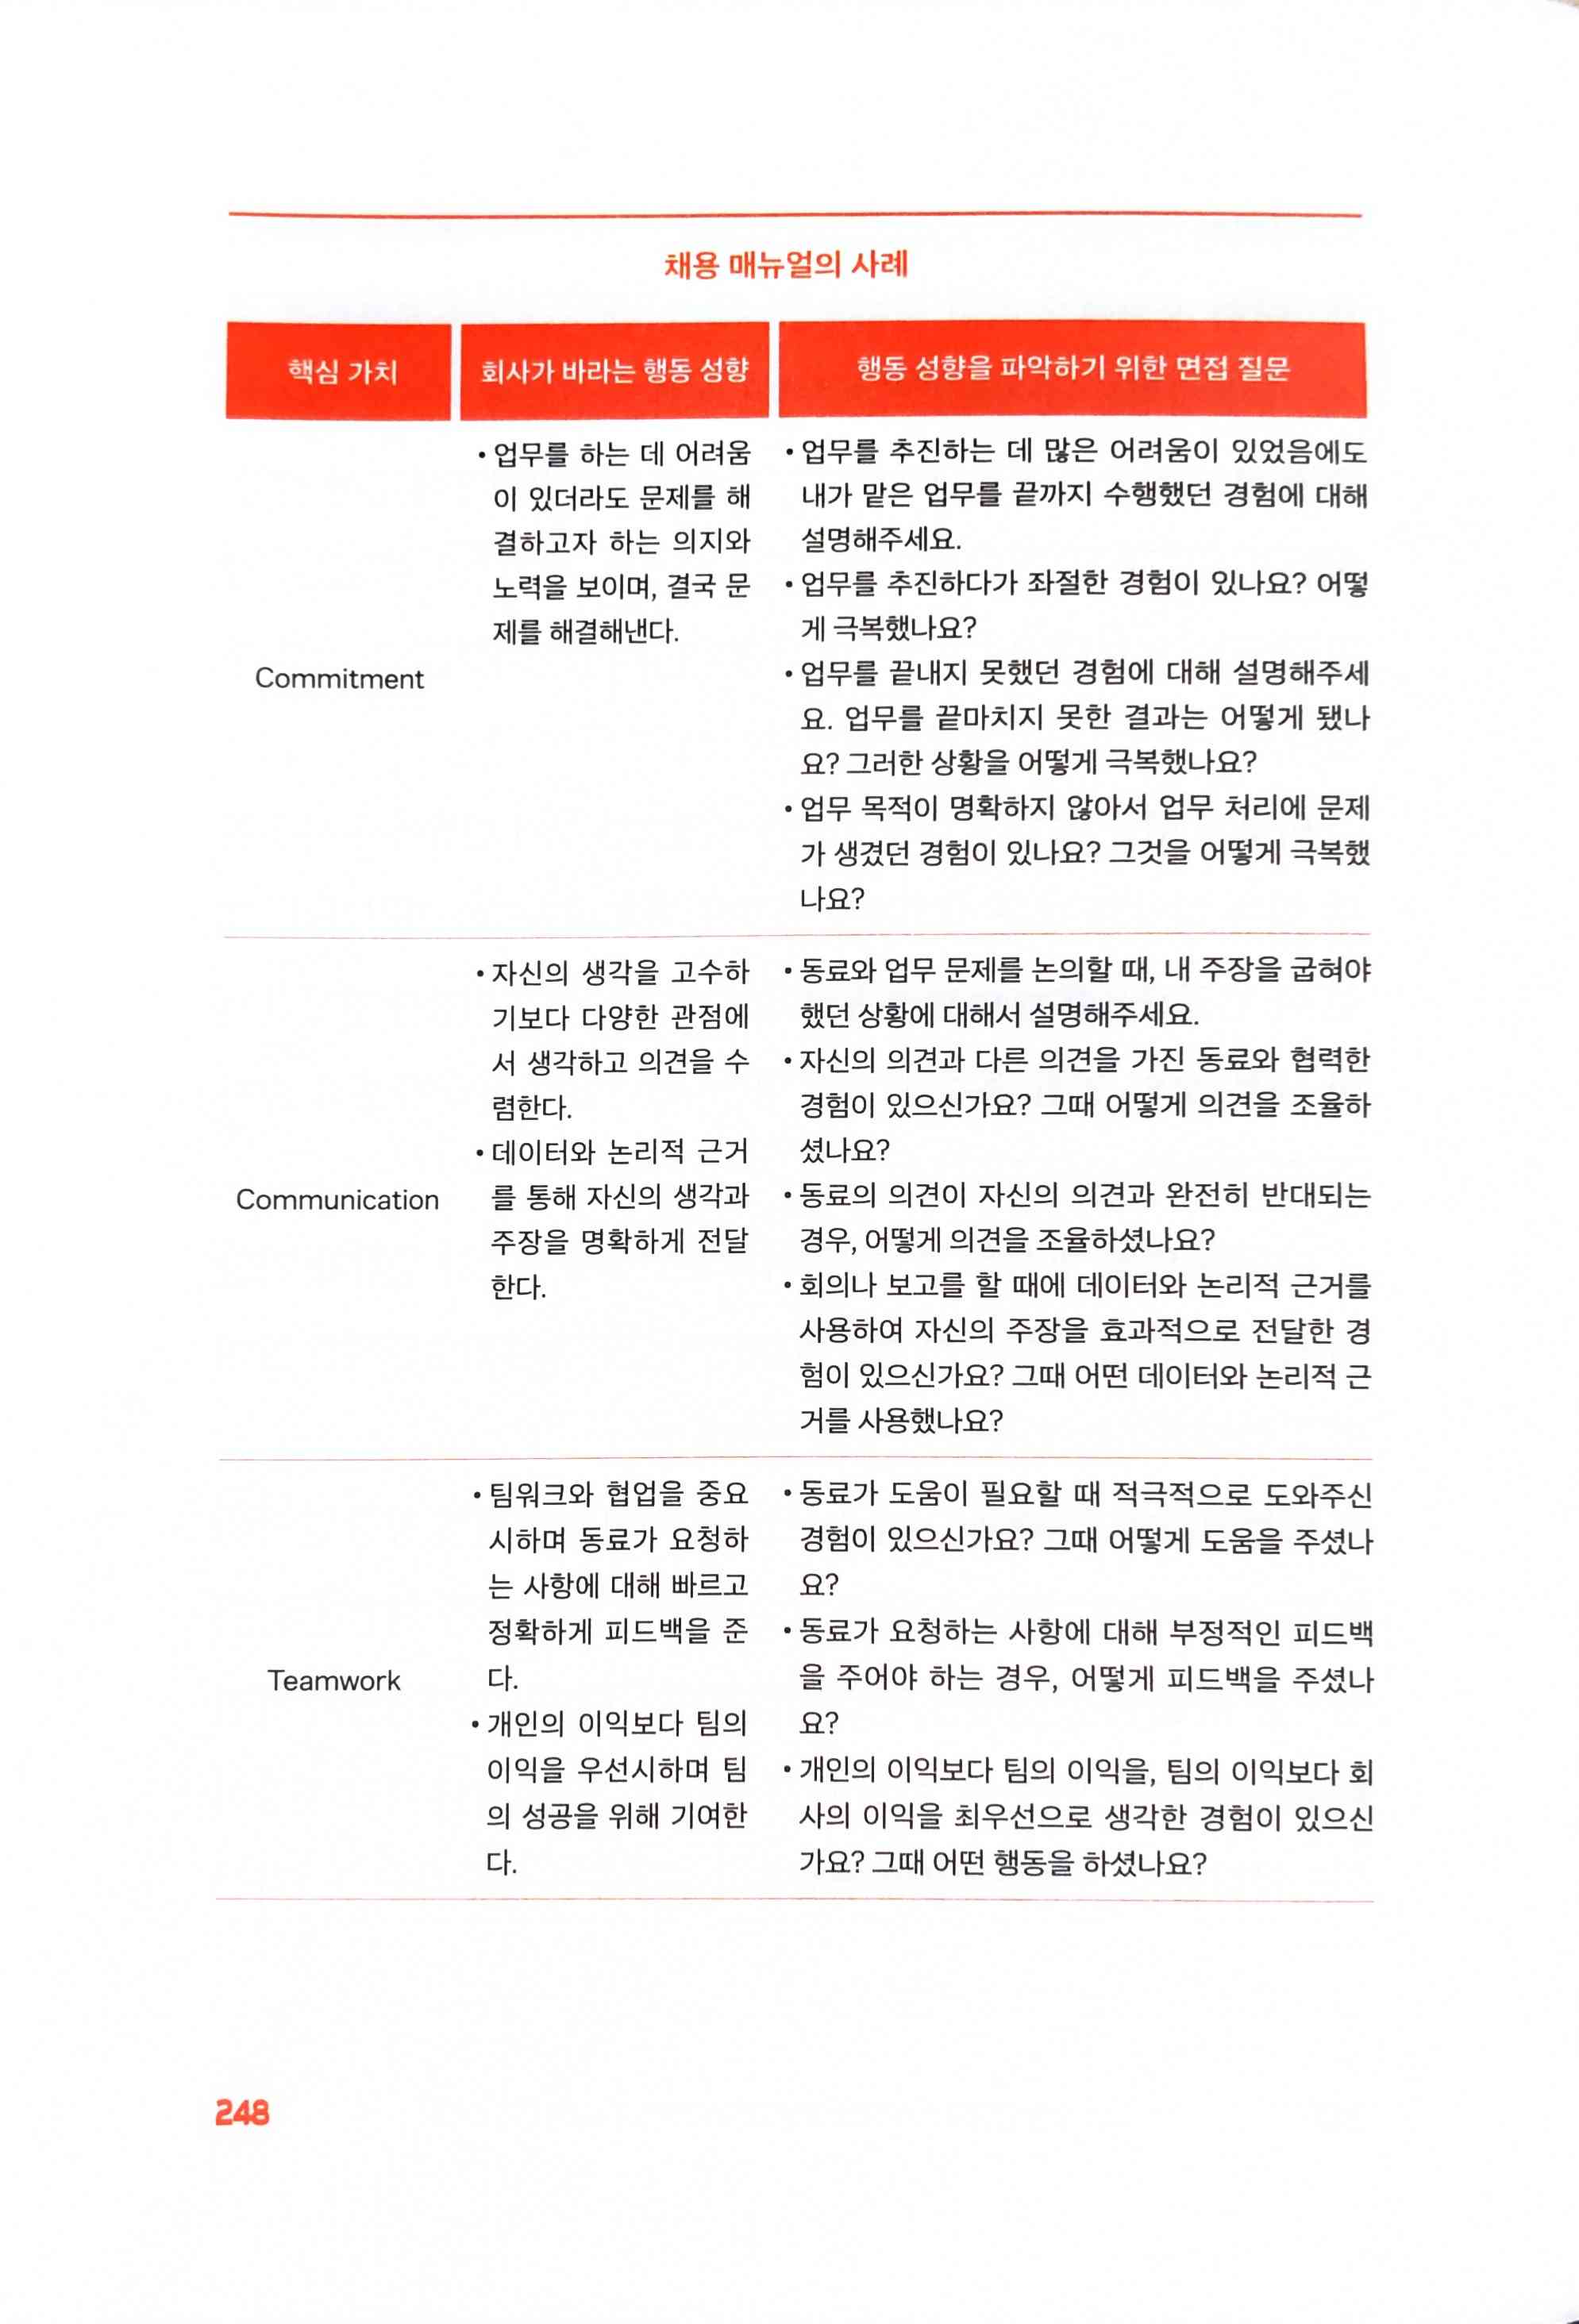 채용 매뉴얼의 사례
핵심 가치
회사가 바라는 행동 성향
행동 성향을 파악하기 위한 면접 질문
Commitment
• 업무를 하는 데 어려움
이 있더라도 문제를 해
결하고자 하는 의지와
노력을 보이며, 결국 문
제를 해결해낸다.
• 업무를 추진하는 데 많은 어려움이 있었음에도
내가 맡은 업무를 끝까지 수행했던 경험에 대해
설명해주세요.
• 업무를 추진하다가 좌절한 경험이 있나요? 어떻
게 극복했나요?
• 업무를 끝내지 못했던 경험에 대해 설명해주세
요. 업무를 끝마치지 못한 결과는 어떻게 됐나
요? 그러한 상황을 어떻게 극복했나요?
• 업무 목적이 명확하지 않아서 업무 처리에 문제
가 생겼던 경험이 있나요? 그것을 어떻게 극복했
나요?
Communication
• 자신의 생각을 고수하
기보다 다양한 관점에
서 생각하고 의견을 수
렴한다.
• 데이터와 논리적 근거
를 통해 자신의 생각과
주장을 명확하게 전달
한다.
• 동료와 업무 문제를 논의할 때, 내 주장을 굽혀야
했던 상황에 대해서 설명해주세요.
• 자신의 의견과 다른 의견을 가진 동료와 협력한
경험이 있으신가요? 그때 어떻게 의견을 조율하
셨나요?
• 동료의 의견이 자신의 의견과 완전히 반대되는
경우, 어떻게 의견을 조율하셨나요?
• 회의나 보고를 할 때에 데이터와 논리적 근거를
사용하여 자신의 주장을 효과적으로 전달한 경
험이 있으신가요? 그때 어떤 데이터와 논리적 근
거를 사용했나요?
Teamwork
• 팀워크와 협업을 중요
시하며 동료가 요청하
는 사항에 대해 빠르고
정확하게 피드백을 준
다.
• 개인의 이익보다 팀의
이익을 우선시하며 팀
의 성공을 위해 기여한
다.
• 동료가 도움이 필요할 때 적극적으로 도와주신
경험이 있으신가요? 그때 어떻게 도움을 주셨나
요?
• 동료가 요청하는 사항에 대해 부정적인 피드백
을 주어야 하는 경우, 어떻게 피드백을 주셨나
요?
• 개인의 이익보다 팀의 이익을, 팀의 이익보다 회
사의 이익을 최우선으로 생각한 경험이 있으신
가요? 그때 어떤 행동을 하셨나요?
248